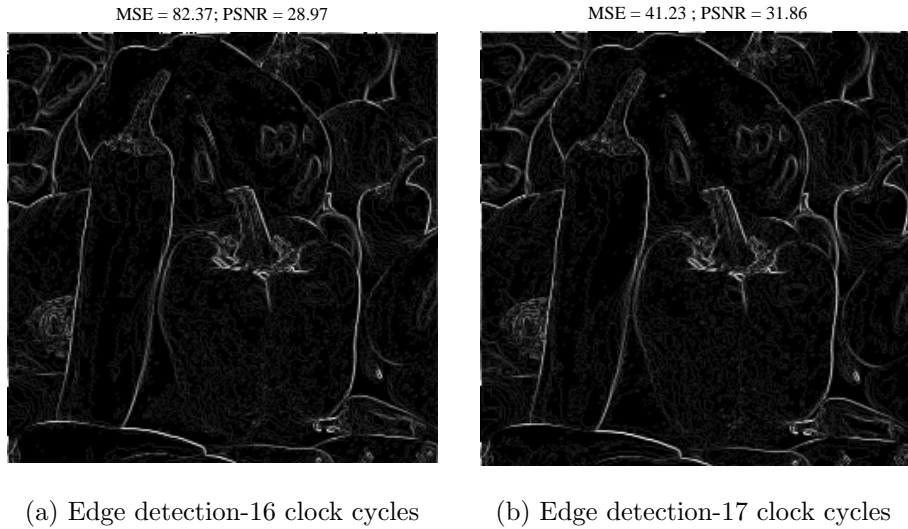 MSE = 82.37; PSNR = 28.97
MSE = 41.23 ; PSNR = 31.86
(a) Edge detection-16 clock cycles
(b) Edge detection-17 clock cycles